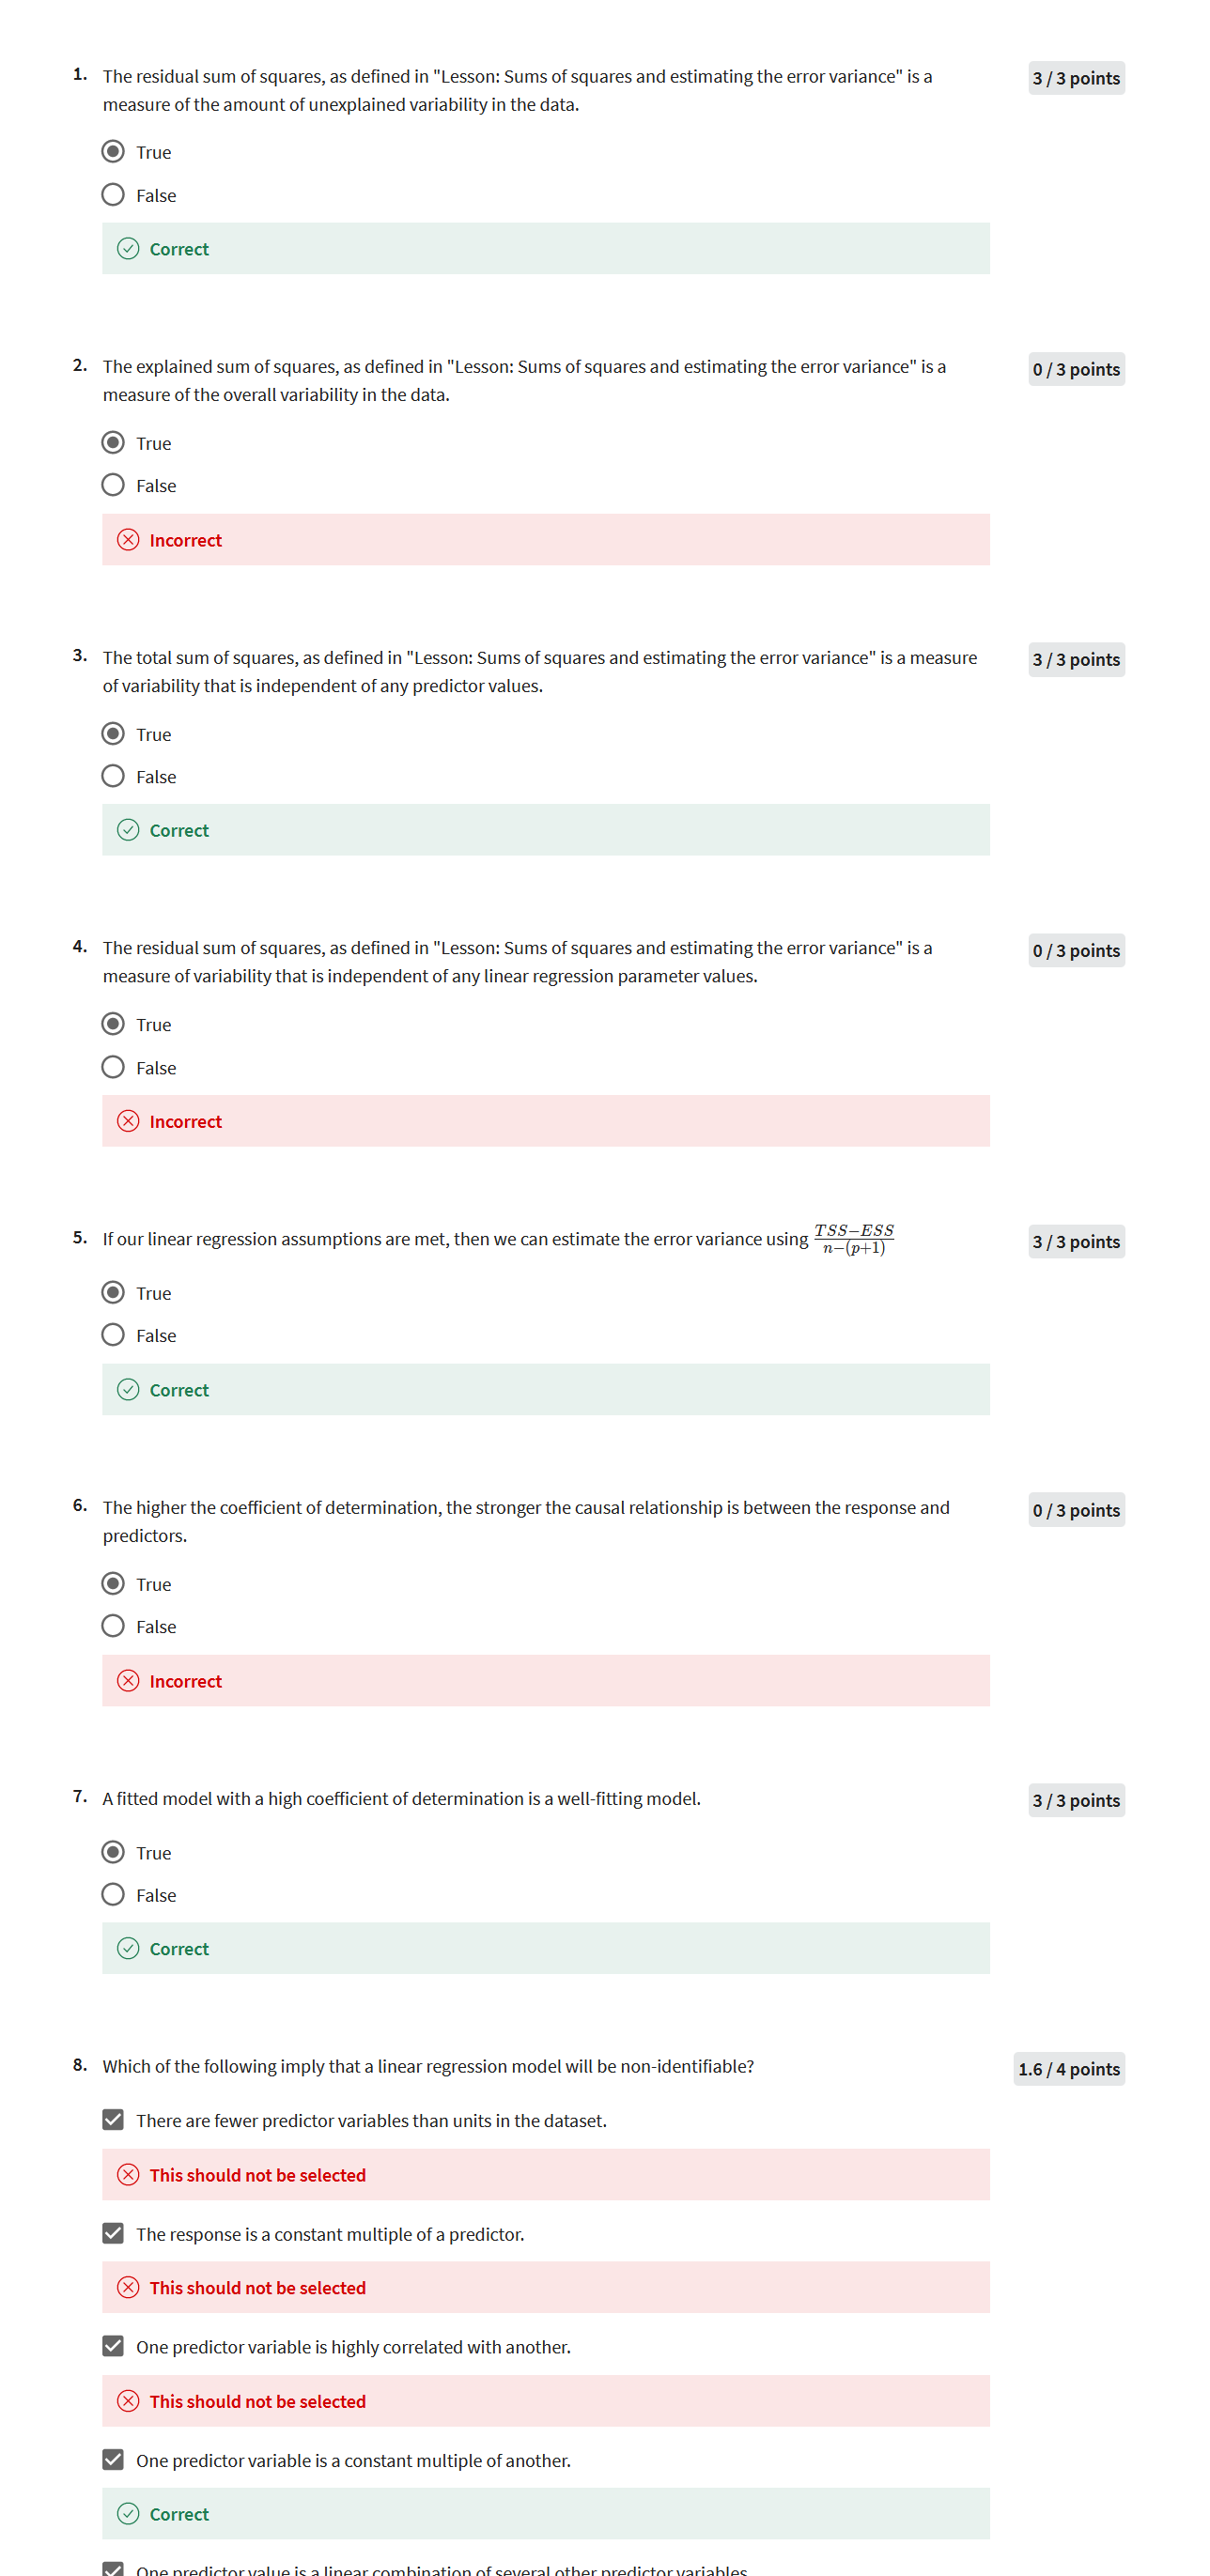 1. The residual sum of squares, as defined in "Lesson: Sums of squares and estimating the error variance" is a
measure of the amount of unexplained variability in the data.
3 / 3 points
True
False
Correct
2. The explained sum of squares, as defined in "Lesson: Sums of squares and estimating the error variance" is a
measure of the overall variability in the data.
0 / 3 points
True
False
Incorrect
3. The total sum of squares, as defined in "Lesson: Sums of squares and estimating the error variance" is a measure
of variability that is independent of any predictor values.
3 / 3 points
True
False
Correct
4. The residual sum of squares, as defined in "Lesson: Sums of squares and estimating the error variance" is a
measure of variability that is independent of any linear regression parameter values.
0 / 3 points
True
False
Incorrect
5. If our linear regression assumptions are met, then we can estimate the error variance using TSS−ESS / n−(p+1)
3 / 3 points
True
False
Correct
6. The higher the coefficient of determination, the stronger the causal relationship is between the response and
predictors.
0 / 3 points
True
False
Incorrect
7. A fitted model with a high coefficient of determination is a well-fitting model.
3 / 3 points
True
False
Correct
8. Which of the following imply that a linear regression model will be non-identifiable?
1.6 / 4 points
There are fewer predictor variables than units in the dataset.
This should not be selected
The response is a constant multiple of a predictor.
This should not be selected
One predictor variable is highly correlated with another.
This should not be selected
One predictor variable is a constant multiple of another.
Correct
One predictor value is a linear combination of several other predictor variables